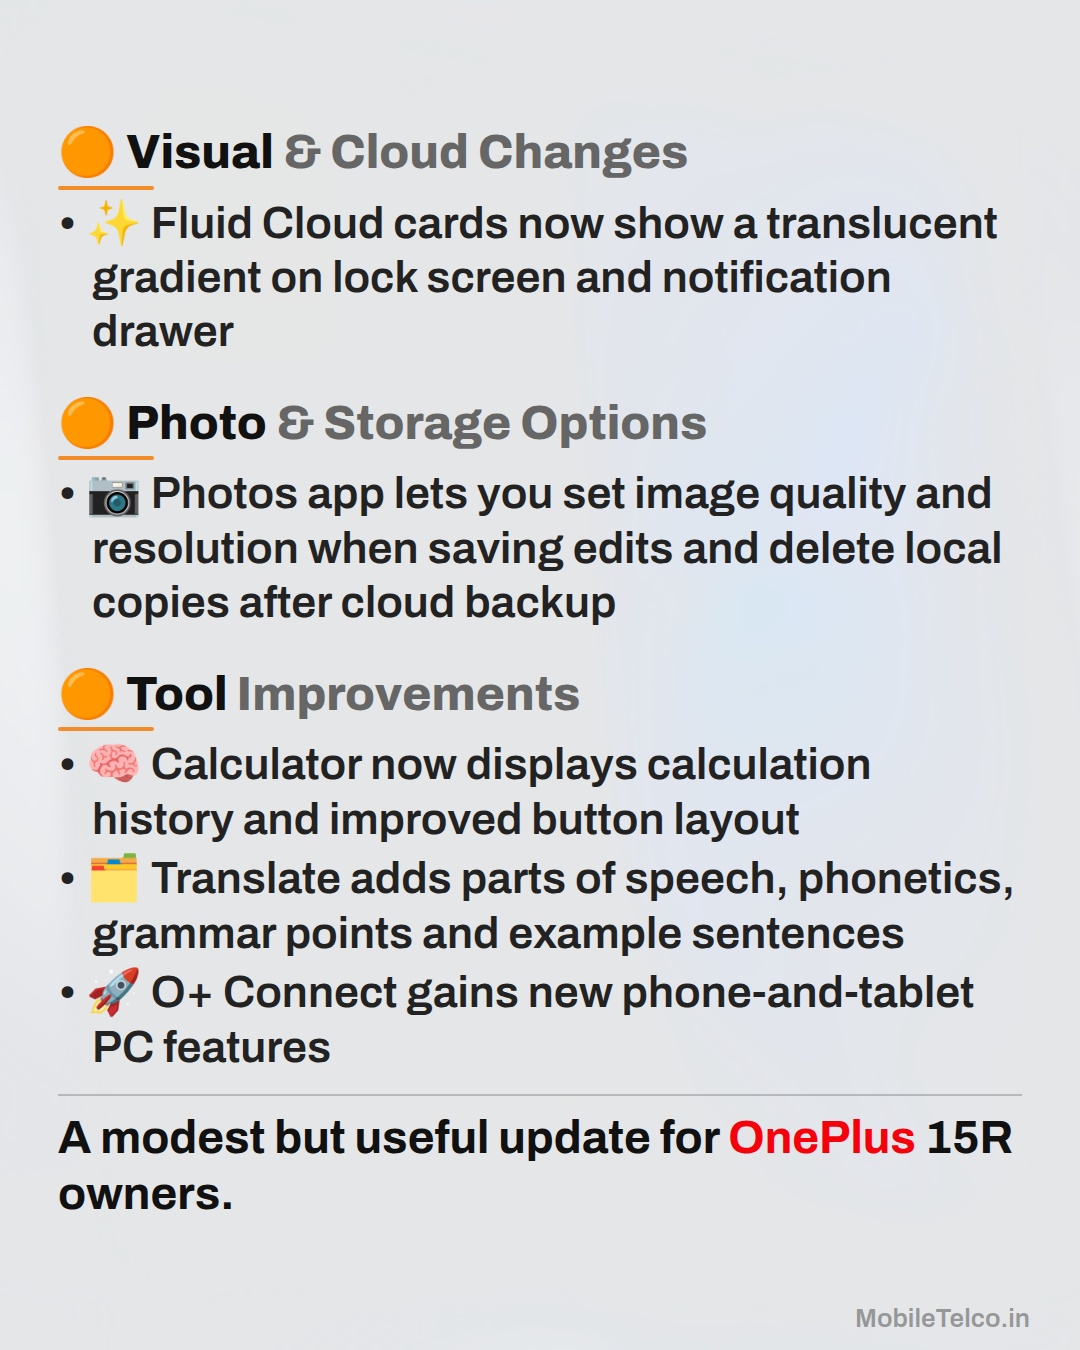 🟠 Visual & Cloud Changes
• ✨ Fluid Cloud cards now show a translucent
gradient on lock screen and notification
drawer
🟠 Photo & Storage Options
• 📷 Photos app lets you set image quality and
resolution when saving edits and delete local
copies after cloud backup
🟠 Tool Improvements
• 🧠 Calculator now displays calculation
history and improved button layout
• 🗂️ Translate adds parts of speech, phonetics,
grammar points and example sentences
• 🚀 O+ Connect gains new phone-and-tablet
PC features
A modest but useful update for OnePlus 15R
owners.
MobileTelco.in